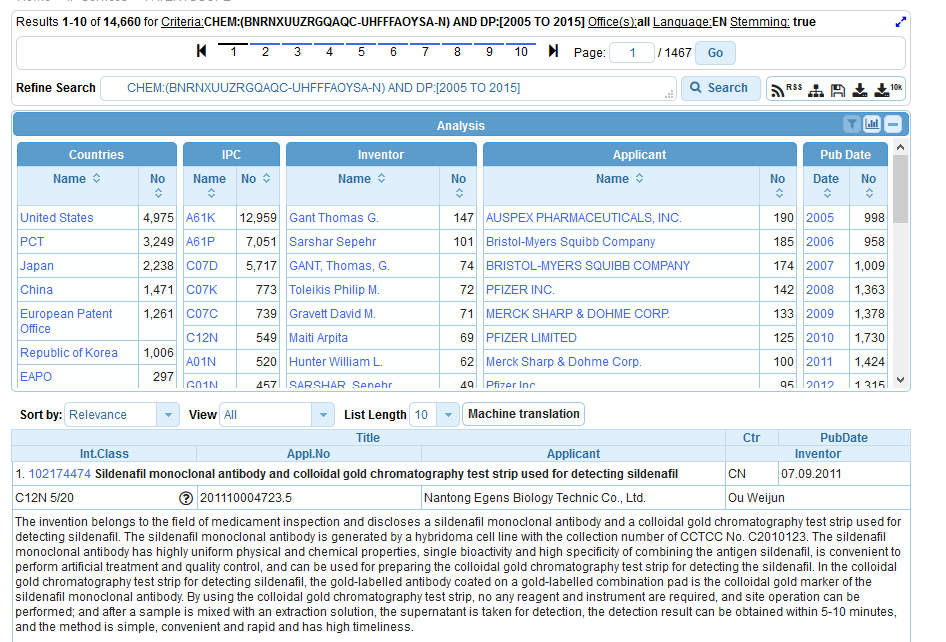 Results 1-10 of 14,660 for Criteria:CHEM:(BNRNXUUZRGQAQC-UHFFFAOYSA-N) AND DP:[2005 TO 2015] Office(s):all Language:EN Stemming: true
1 2 3 4 5 6 7 8 9 10 Page: 1 / 1467 Go
Refine Search CHEM:(BNRNXUUZRGQAQC-UHFFFAOYSA-N) AND DP:[2005 TO 2015] Search RSS 10k
Analysis
Countries IPC Inventor Applicant Pub Date
Name No Name No Name No Name No Date No
United States 4,975 A61K 12,959 Gant Thomas G. 147 AUSPEX PHARMACEUTICALS, INC. 190 2005 998
PCT 3,249 A61P 7,051 Sarshar Sepehr 101 Bristol-Myers Squibb Company 185 2006 958
Japan 2,238 C07D 5,717 GANT, Thomas, G. 74 BRISTOL-MYERS SQUIBB COMPANY 174 2007 1,009
China 1,471 C07K 773 Toleikis Philip M. 72 PFIZER INC. 142 2008 1,363
European Patent Office 1,261 C07C 739 Gravett David M. 71 MERCK SHARP & DOHME CORP. 133 2009 1,378
C12N 549 Maiti Arpita 69 PFIZER LIMITED 125 2010 1,730
Republic of Korea 1,006 A01N 520 Hunter William L. 62 Merck Sharp & Dohme Corp. 100 2011 1,424
EAPO 297 G01N 457 SARSHAR, Sepehr 49 Pfizer Inc 95 2012 1,315
Sort by: Relevance View All List Length 10 Machine translation
Title Ctr PubDate
Int.Class Appl.No Applicant Inventor
1. 102174474 Sildenafil monoclonal antibody and colloidal gold chromatography test strip used for detecting sildenafil CN 07.09.2011
C12N 5/20 ? 201110004723.5 Nantong Egens Biology Technic Co., Ltd. Ou Weijun
The invention belongs to the field of medicament inspection and discloses a sildenafil monoclonal antibody and a colloidal gold chromatography test strip used for
detecting sildenafil. The sildenafil monoclonal antibody is generated by a hybridoma cell line with the collection number of CCTCC No. C2010123. The sildenafil
monoclonal antibody has highly uniform physical and chemical properties, single bioactivity and high specificity of combining the antigen sildenafil, is convenient to
perform artificial treatment and quality control, and can be used for preparing the colloidal gold chromatography test strip for detecting the sildenafil. In the colloidal
gold chromatography test strip for detecting sildenafil, the gold-labelled antibody coated on a gold-labelled combination pad is the colloidal gold marker of the
sildenafil monoclonal antibody. By using the colloidal gold chromatography test strip, no any reagent and instrument are required, and site operation can be
performed; and after a sample is mixed with an extraction solution, the supernatant is taken for detection, the detection result can be obtained within 5-10 minutes,
and the method is simple, convenient and rapid and has high timeliness.